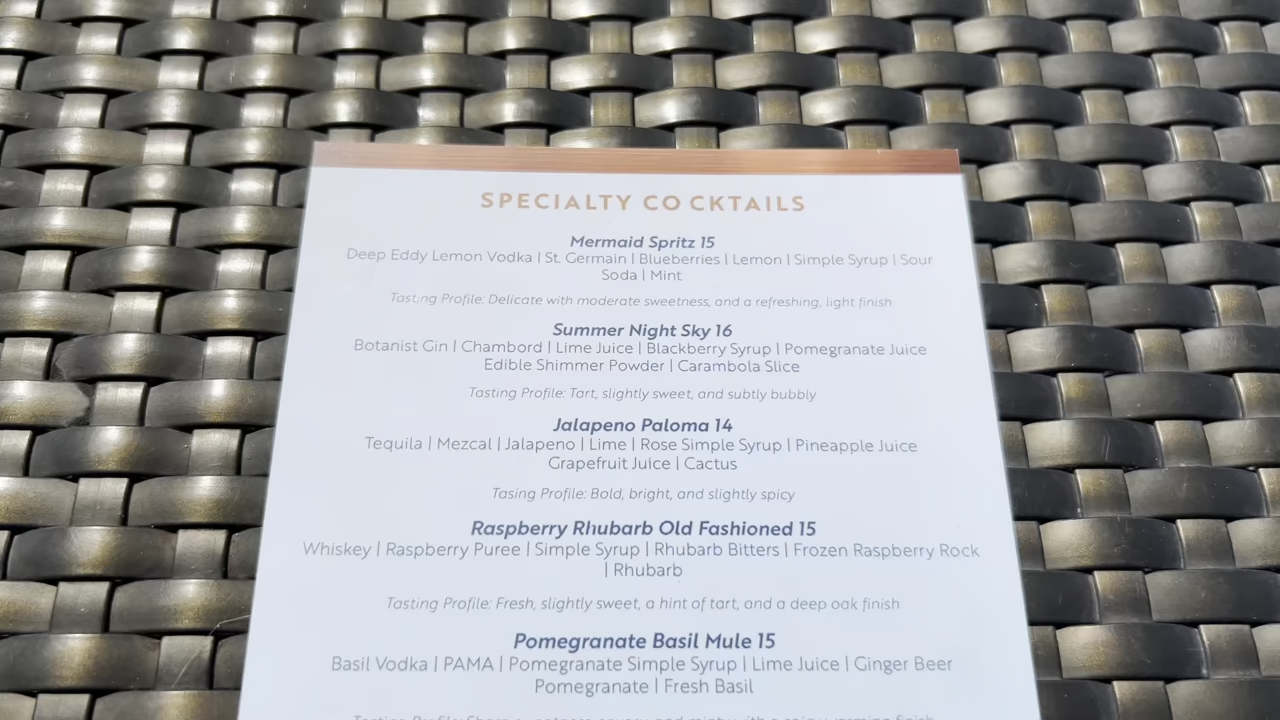 SPECIALTY CO CKTAILS
Mermaid Spritz 15
Deep Eddy Lemon Vodka | St. Germain | Blueberries | Lemon | Simple Syrup | Sour
Soda | Mint
Tasting Profile: Delicate with moderate sweetness, and a refreshing, light finish
Summer Night Sky 16
Botanist Gin | Chambord | Lime Juice | Blackberry Syrup | Pomegranate Juice
Edible Shimmer Powder | Carambola Slice
Tasting Profile: Tart, slightly sweet, and subtly bubbly
Jalapeno Paloma 14
Tequila | Mezcal | Jalapeno | Lime | Rose Simple Syrup | Pineapple Juice
Grapefruit Juice | Cactus
Tasing Profile: Bold, bright, and slightly spicy
Raspberry Rhubarb Old Fashioned 15
Whiskey | Raspberry Puree | Simple Syrup | Rhubarb Bitters | Frozen Raspberry Rock
| Rhubarb
Tasting Profile: Fresh, slightly sweet, a hint of tart, and a deep oak finish
Pomegranate Basil Mule 15
Basil Vodka | PAMA | Pomegranate Simple Syrup | Lime Juice | Ginger Beer
Pomegranate | Fresh Basil